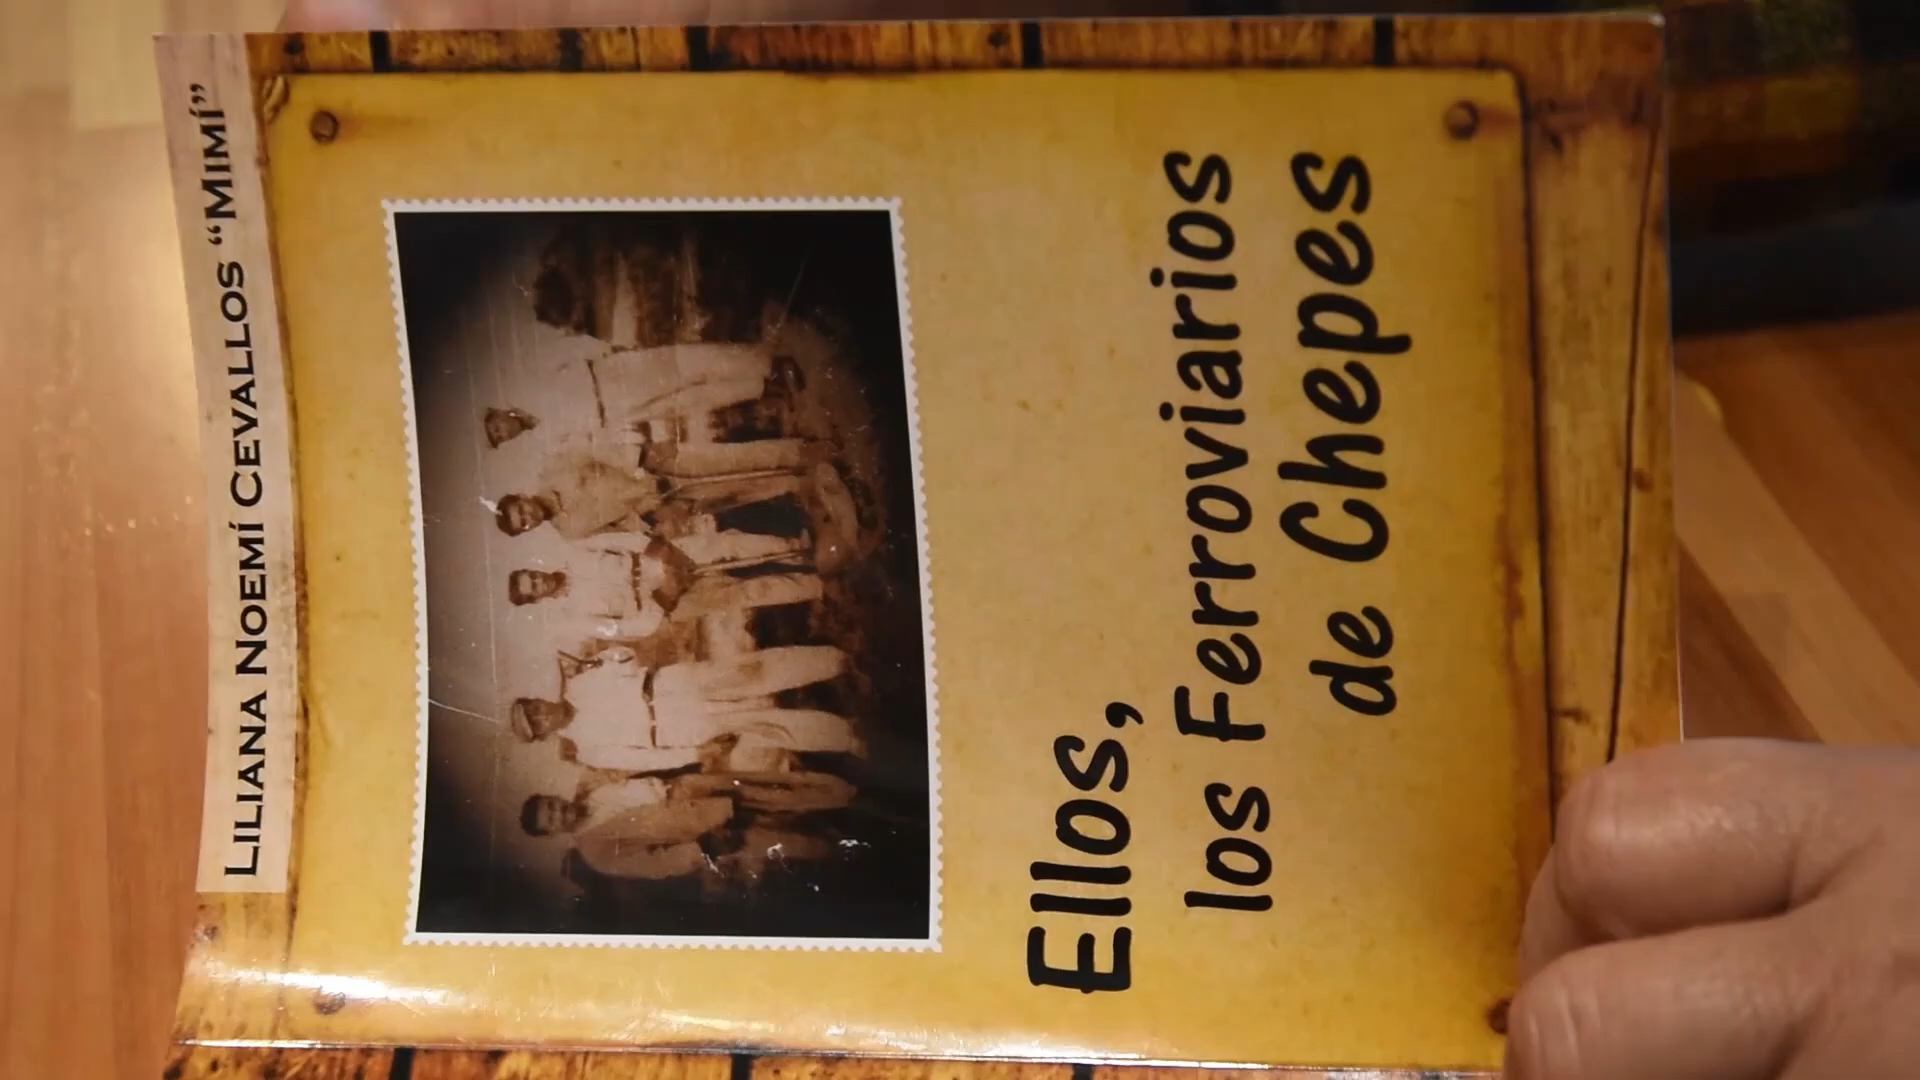 LILIANA NOEMÍ CEVALLOS “MIMÍ”
Ellos,
los Ferroviarios
de Chepes